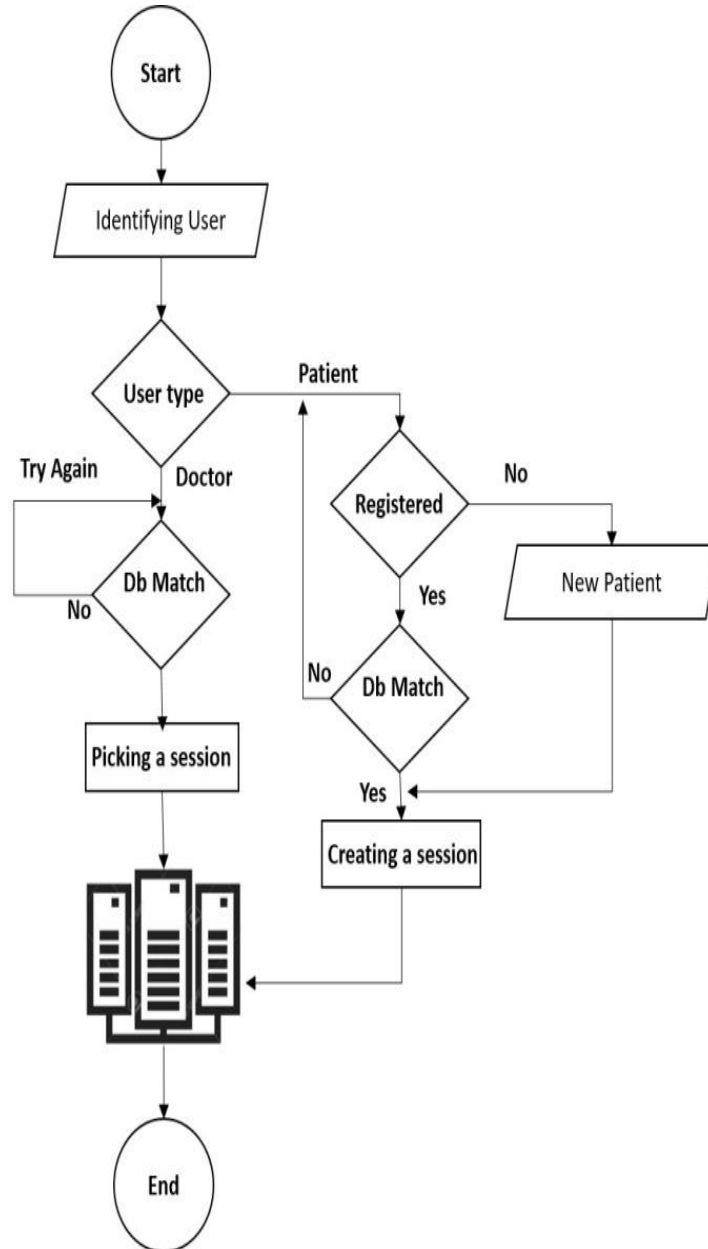 Start
Identifying User
User type
Patient
Try Again
Doctor
Registered
No
Db Match
No
New Patient
Yes
No
Db Match
Picking a session
Yes
Creating a session
End